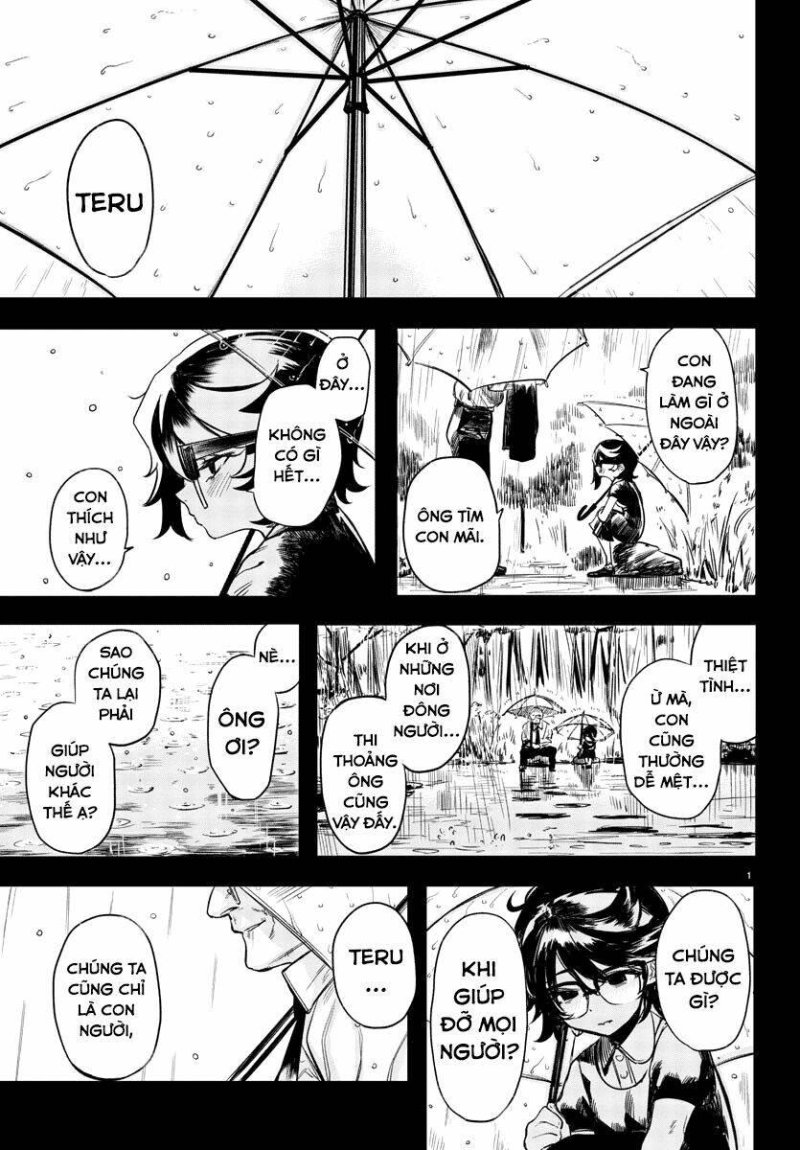 TERU
CON
ĐANG
LÀM GÌ Ở
NGOÀI
ĐÂY VẬY?
ÔNG TÌM
CON MÃI.
Ở
ĐÂY...
KHÔNG
CÓ GÌ
HẾT...
CON
THÍCH
NHƯ
VẬY...
THIỆT
TÌNH...
Ừ MÀ,
CON
CŨNG
THƯỜNG
DỄ MỆT...
KHI Ở
NHỮNG
NƠI
ĐÔNG
NGƯỜI...
THI
THOẢNG
ÔNG
CŨNG
VẬY ĐẤY.
NÈ...
ÔNG
ƠI?
SAO
CHÚNG
TA LẠI
PHẢI
GIÚP
NGƯỜI
KHÁC
THẾ Ạ?
1
CHÚNG
TA ĐƯỢC
GÌ?
KHI
GIÚP
ĐỠ MỌI
NGƯỜI?
TERU
...
CHÚNG TA
CŨNG CHỈ
LÀ CON
NGƯỜI,